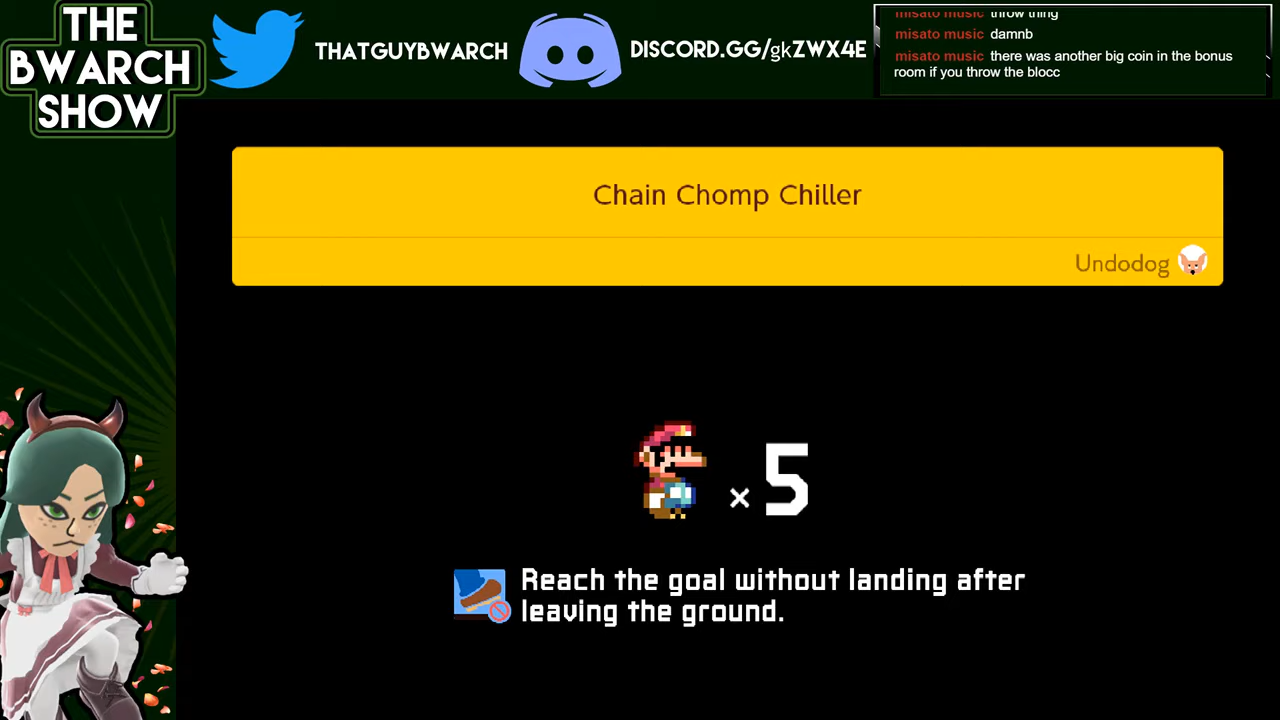 THE
BWARCH
SHOW
THATGUYBWARCH
DISCORD.GG/gkZWX4E
misato music throw thing
misato music damnb
misato music there was another big coin in the bonus
room if you throw the blocc
Chain Chomp Chiller
Undodog
× 5
Reach the goal without landing after
leaving the ground.